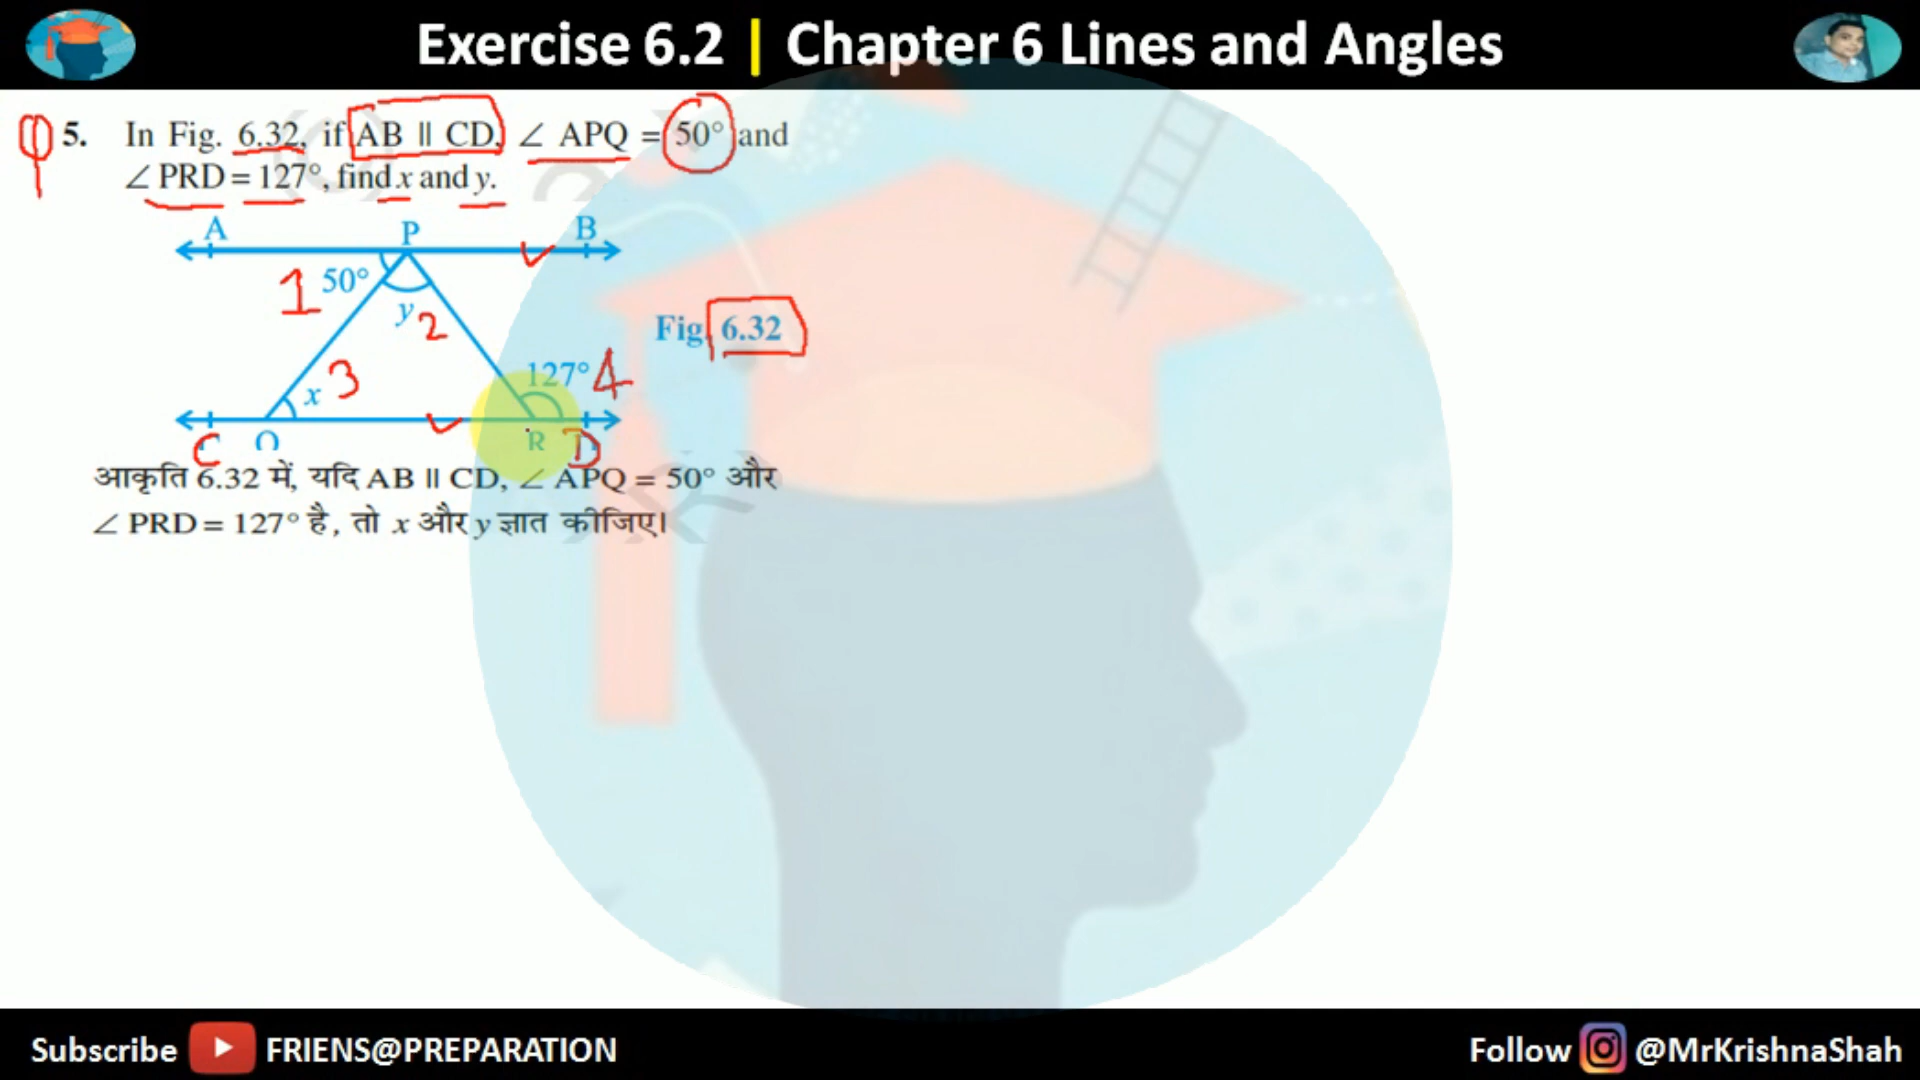 Exercise 6.2 | Chapter 6 Lines and Angles
5. In Fig. 6.32, if AB || CD, ∠ APQ = 50° and
∠ PRD = 127°, find x and y.
A P B
1 50°
y 2
Fig. 6.32
127° 4
x 3
Q R
C D
आकृति 6.32 में, यदि AB || CD, ∠ APQ = 50° और
∠ PRD = 127° है, तो x और y ज्ञात कीजिए।
Subscribe FRIENS@PREPARATION
Follow @MrKrishnaShah